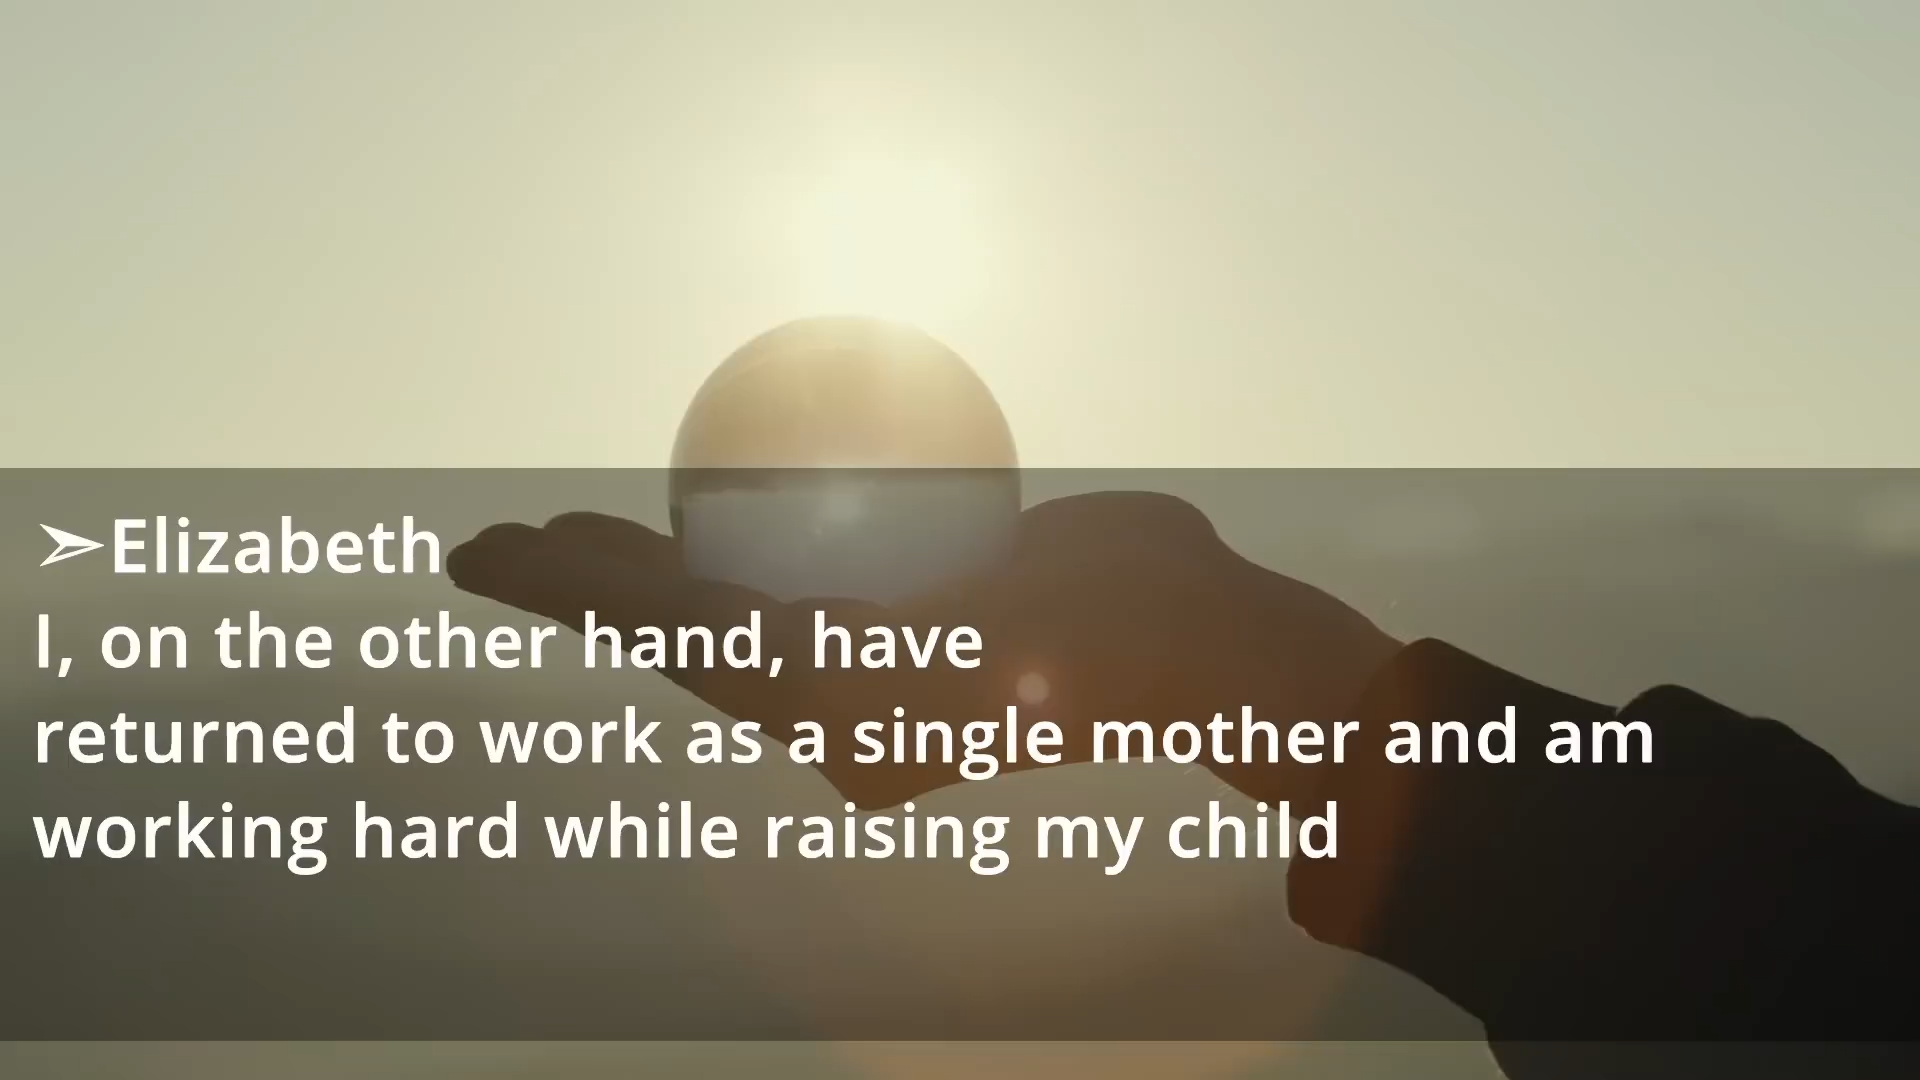 ➢Elizabeth
I, on the other hand, have
returned to work as a single mother and am
working hard while raising my child